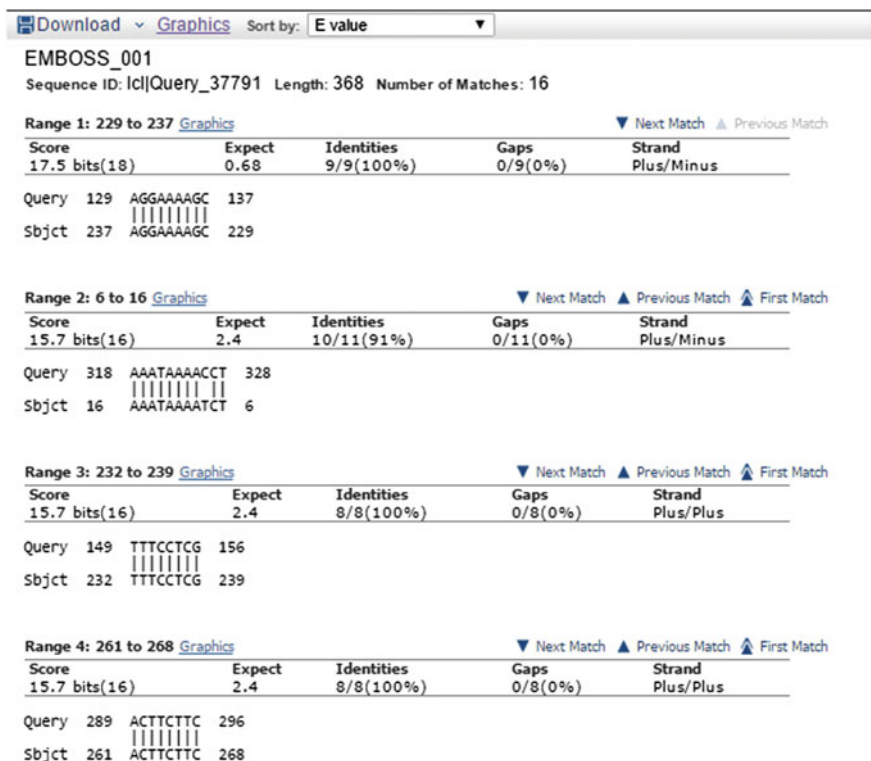 Download Graphics Sort by: E value
EMBOSS_001
Sequence ID: lcl|Query_37791 Length: 368 Number of Matches: 16
Range 1: 229 to 237 Graphics Next Match Previous Match
Score Expect Identities Gaps Strand
17.5 bits(18) 0.68 9/9(100%) 0/9(0%) Plus/Minus
Query 129 AGGAAAAGC 137
|||||||||
Sbjct 237 AGGAAAAGC 229
Range 2: 6 to 16 Graphics Next Match Previous Match First Match
Score Expect Identities Gaps Strand
15.7 bits(16) 2.4 10/11(91%) 0/11(0%) Plus/Minus
Query 318 AAATAAAACCT 328
|||||||| ||
Sbjct 16 AAATAAAATCT 6
Range 3: 232 to 239 Graphics Next Match Previous Match First Match
Score Expect Identities Gaps Strand
15.7 bits(16) 2.4 8/8(100%) 0/8(0%) Plus/Plus
Query 149 TTTCCTCG 156
||||||||
Sbjct 232 TTTCCTCG 239
Range 4: 261 to 268 Graphics Next Match Previous Match First Match
Score Expect Identities Gaps Strand
15.7 bits(16) 2.4 8/8(100%) 0/8(0%) Plus/Plus
Query 289 ACTTCTTC 296
||||||||
Sbjct 261 ACTTCTTC 268